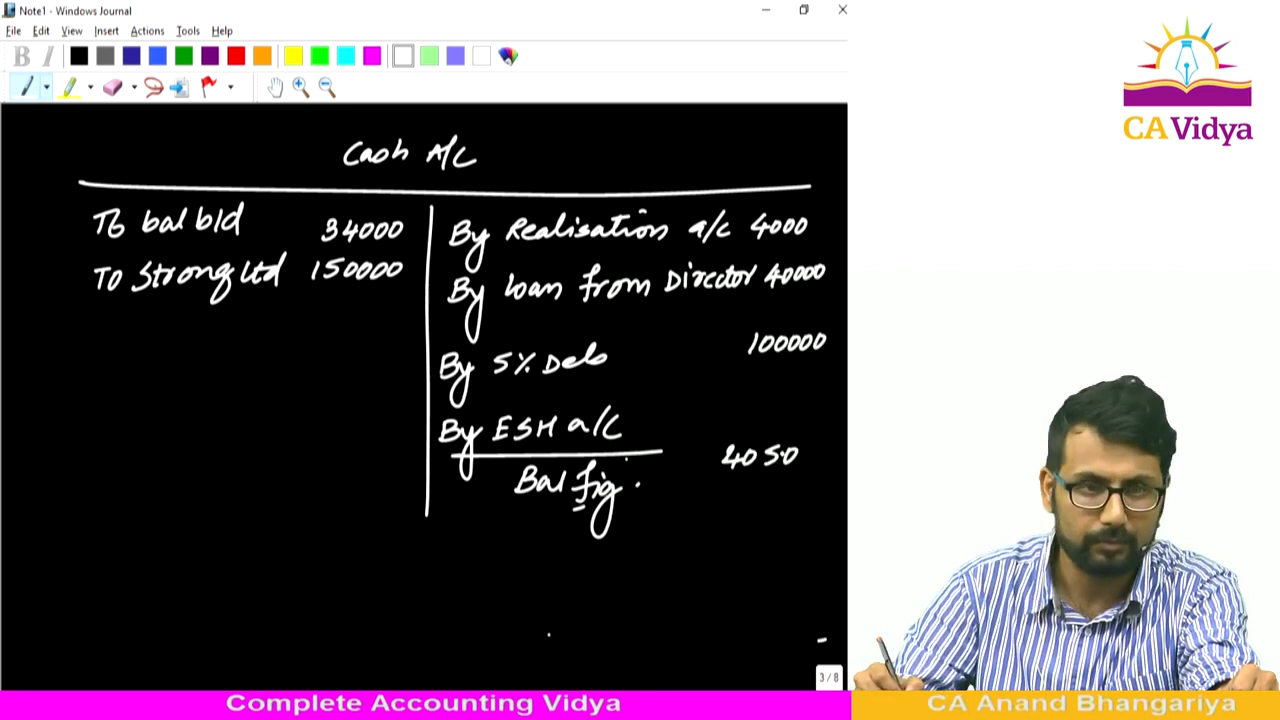 Note1 - Windows Journal
File Edit View Insert Actions Tools Help
B I
CA Vidya
Cash A/C
To bal b/d 34000
To Strong Ltd 150000
By Realisation a/c 4000
By loan from Director 40000
By 5% Deb 100000
By ESH a/c
Bal fig. 4050
3 / 8
Complete Accounting Vidya
CA Anand Bhangariya